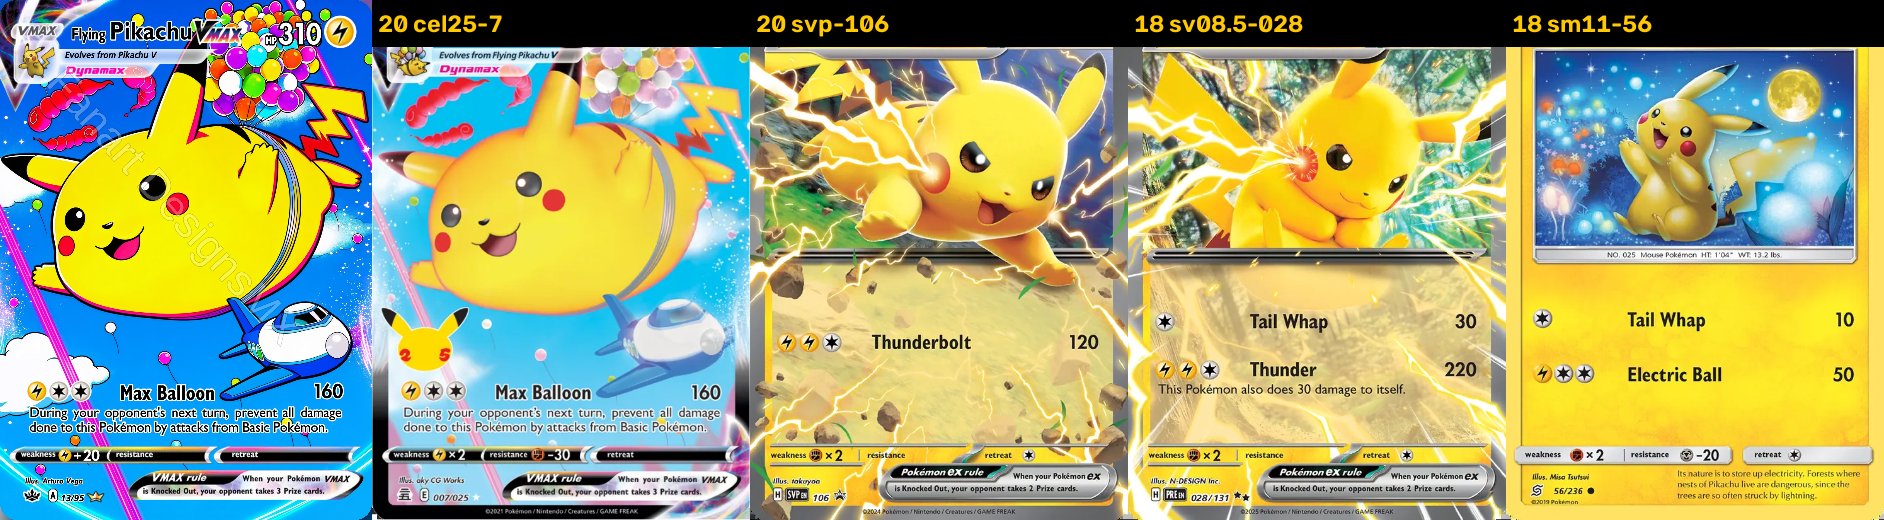 VMAX
Flying Pikachu VMAX HP 310
Evolves from Pikachu V
Dynamax
anart Designs
Max Balloon 160
During your opponent's next turn, prevent all damage
done to this Pokémon by attacks from Basic Pokémon.
weakness +20 resistance retreat
Illus. Arturo Vega
A 13/95
VMAX rule When your Pokémon VMAX
is Knocked Out, your opponent takes 3 Prize cards.
20 cel25-7
Evolves from Flying Pikachu V
Dynamax
25
Max Balloon 160
During your opponent's next turn, prevent all damage
done to this Pokémon by attacks from Basic Pokémon.
weakness ×2 resistance -30 retreat
Illus. aky CG Works
E 007/025
VMAX rule When your Pokémon VMAX
is Knocked Out, your opponent takes 3 Prize cards.
©2021 Pokémon / Nintendo / Creatures / GAME FREAK
20 svp-106
Thunderbolt 120
weakness ×2 resistance retreat
Illus. takuyoa
H SVP EN 106
Pokémon ex rule When your Pokémon ex
is Knocked Out, your opponent takes 2 Prize cards.
©2024 Pokémon / Nintendo / Creatures / GAME FREAK
18 sv08.5-028
Tail Whap 30
Thunder 220
This Pokémon also does 30 damage to itself.
weakness ×2 resistance retreat
Illus. N-DESIGN Inc.
H PRE EN 028/131
Pokémon ex rule When your Pokémon ex
is Knocked Out, your opponent takes 2 Prize cards.
©2025 Pokémon / Nintendo / Creatures / GAME FREAK
18 sm11-56
NO. 025 Mouse Pokémon HT: 1'04" WT: 13.2 lbs.
Tail Whap 10
Electric Ball 50
weakness ×2 resistance -20 retreat
Illus. Misa Tsutsui
56/236
©2019 Pokémon
Its nature is to store up electricity. Forests where
nests of Pikachu live are dangerous, since the
trees are so often struck by lightning.